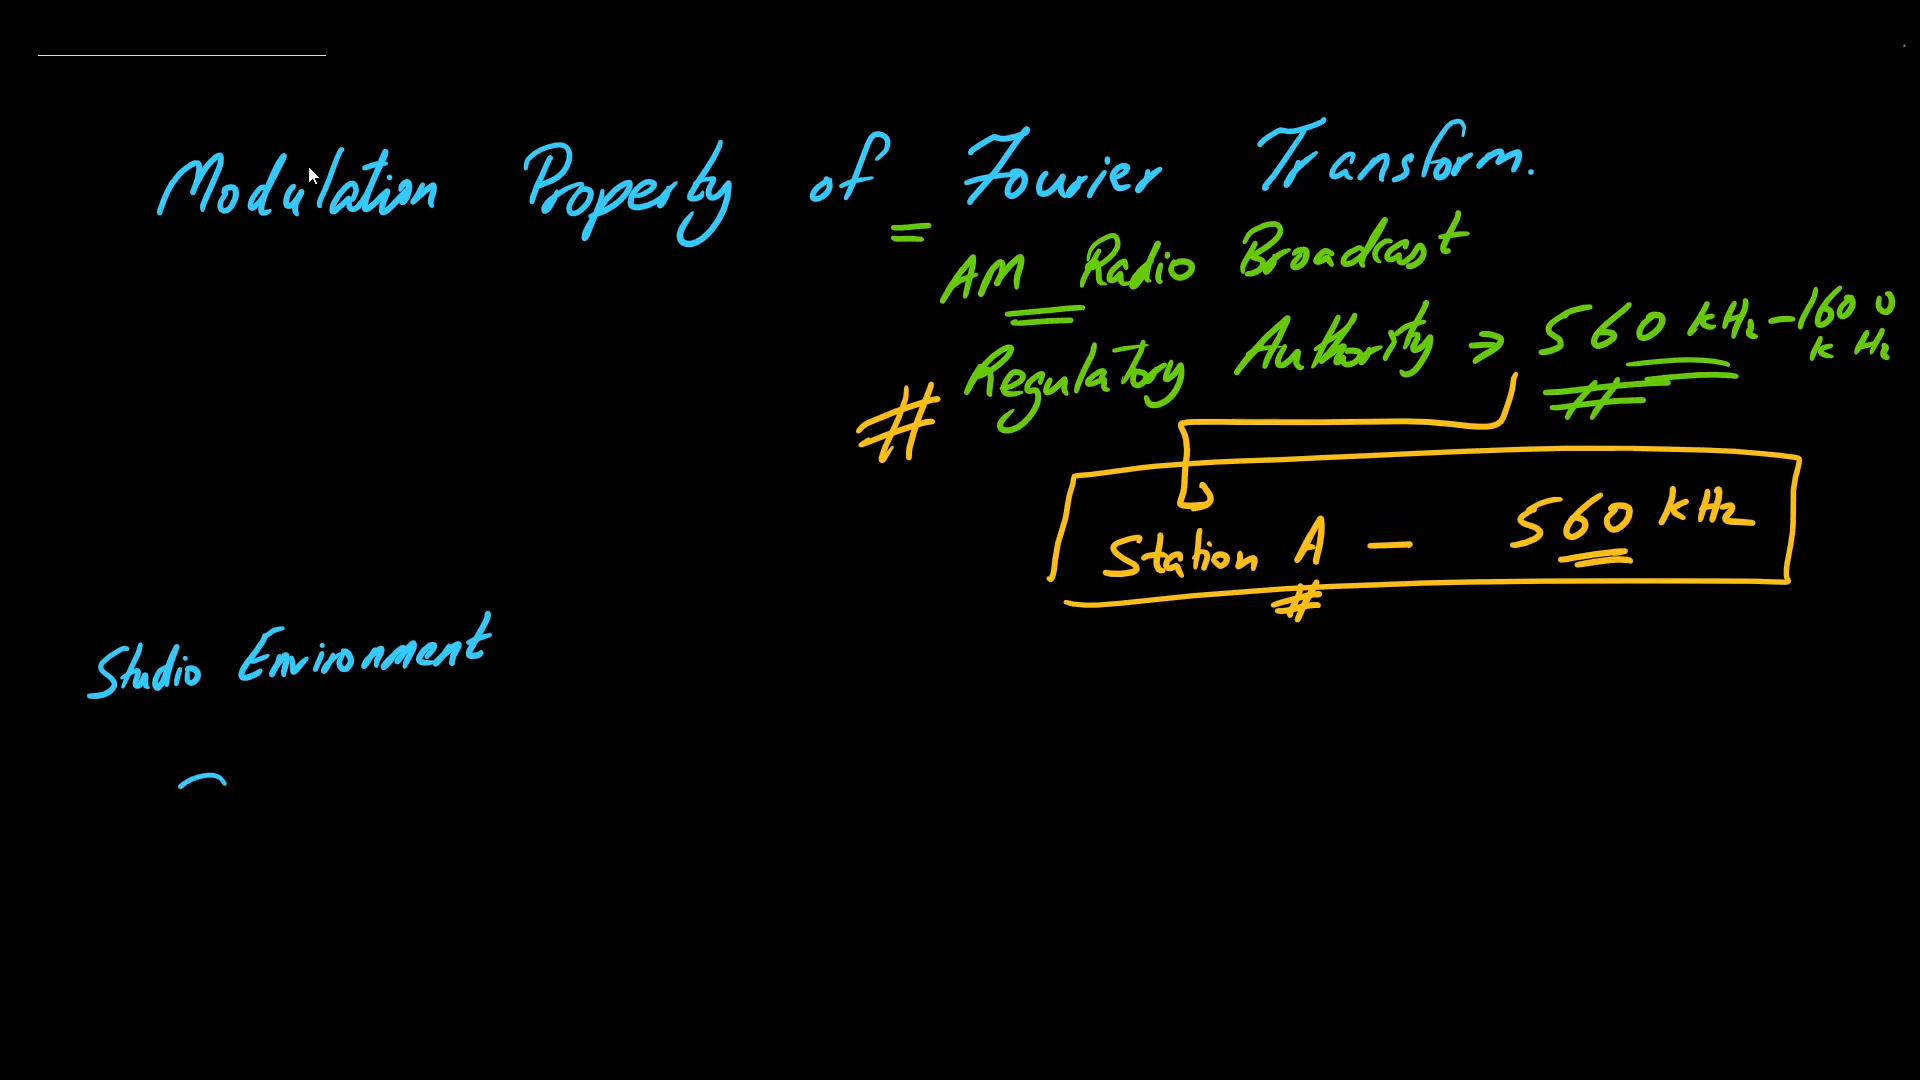 Modulation Property of Fourier Transform.
= AM Radio Broadcast
# Regulatory Authority → 560 kHz - 1600 kHz
Station A - 560 kHz
#
Studio Environment